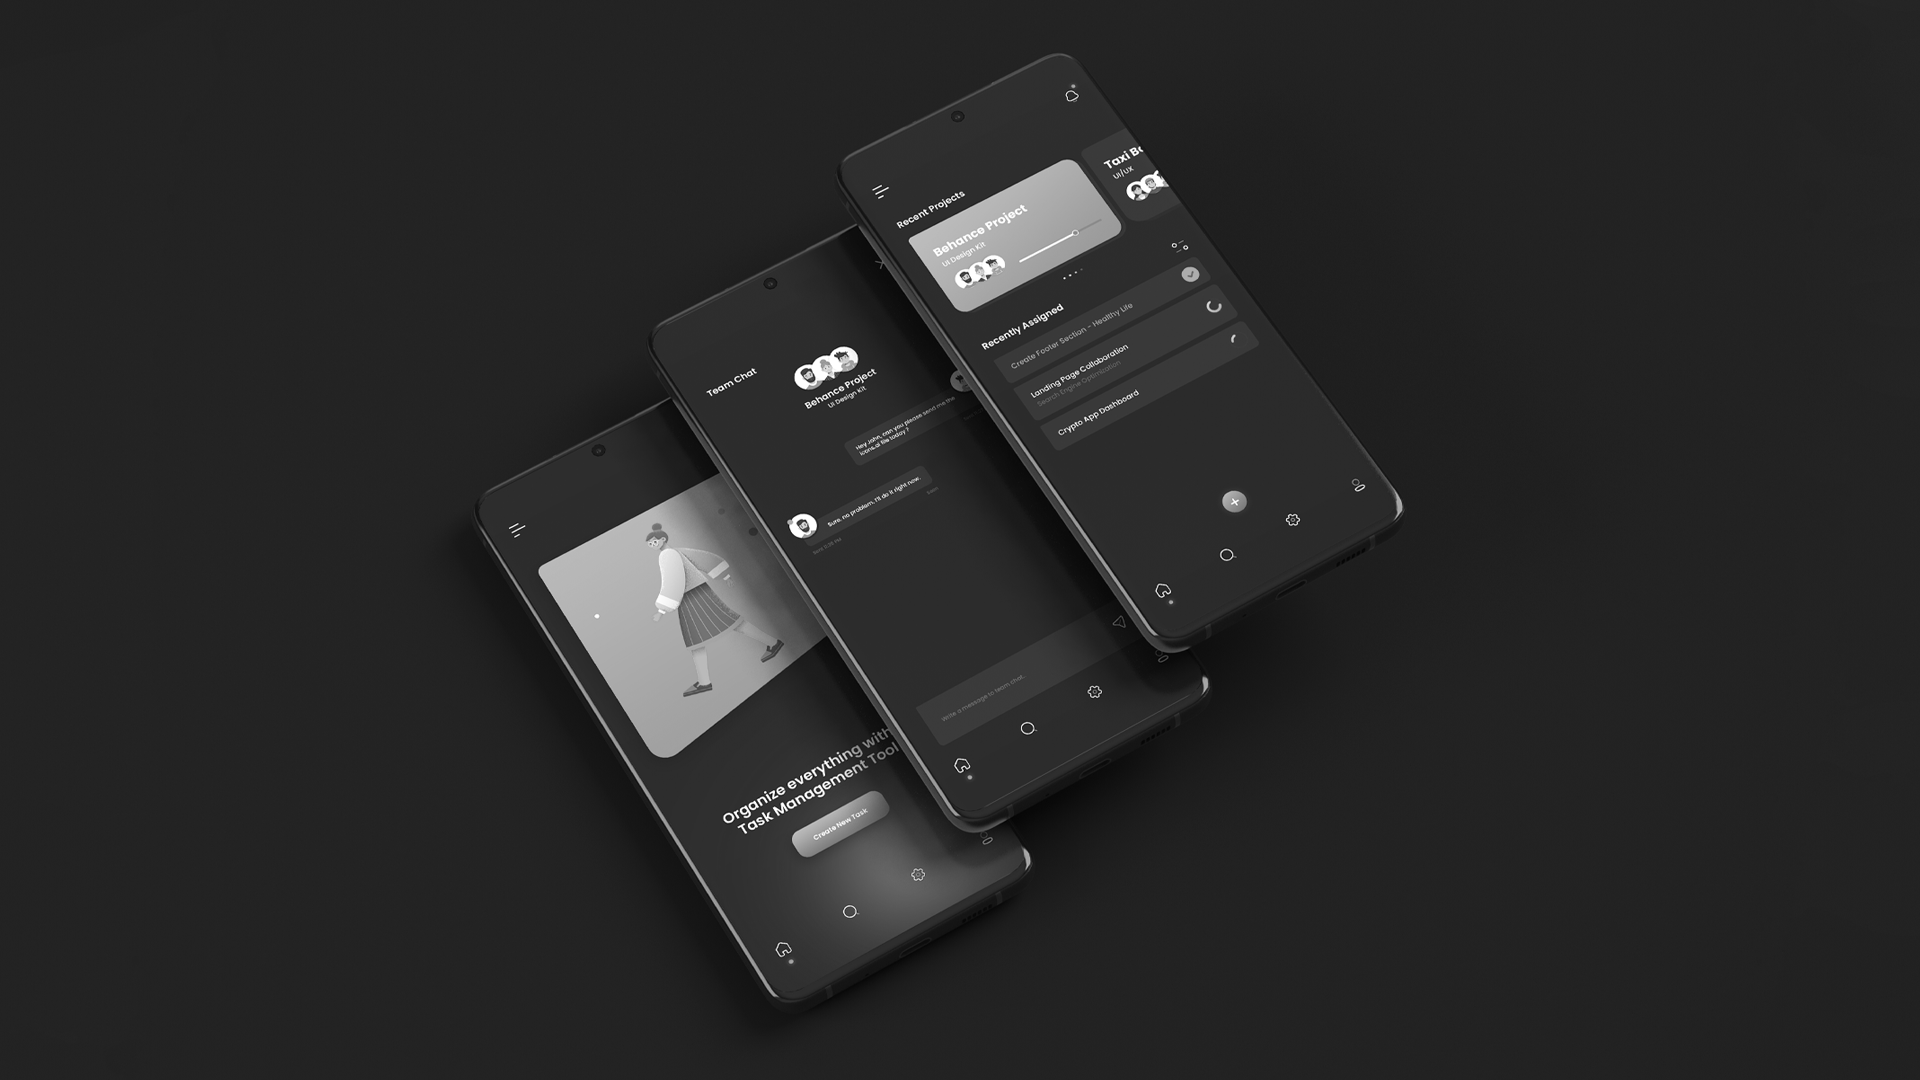 Recent Projects
Behance Project
UI Design Kit
Taxi Bo
UI/UX
Recently Assigned
Create Footer Section - Healthy Life
Landing Page Collaboration
Search Engine Optimization
Crypto App Dashboard
Team Chat
Behance Project
UI Design Kit
Hey John, can you please send me the
icons.ai file today ?
Sure, no problem. I'll do it right now.
Write a message to team chat..
Organize everything with
Task Management Tool
Create New Task